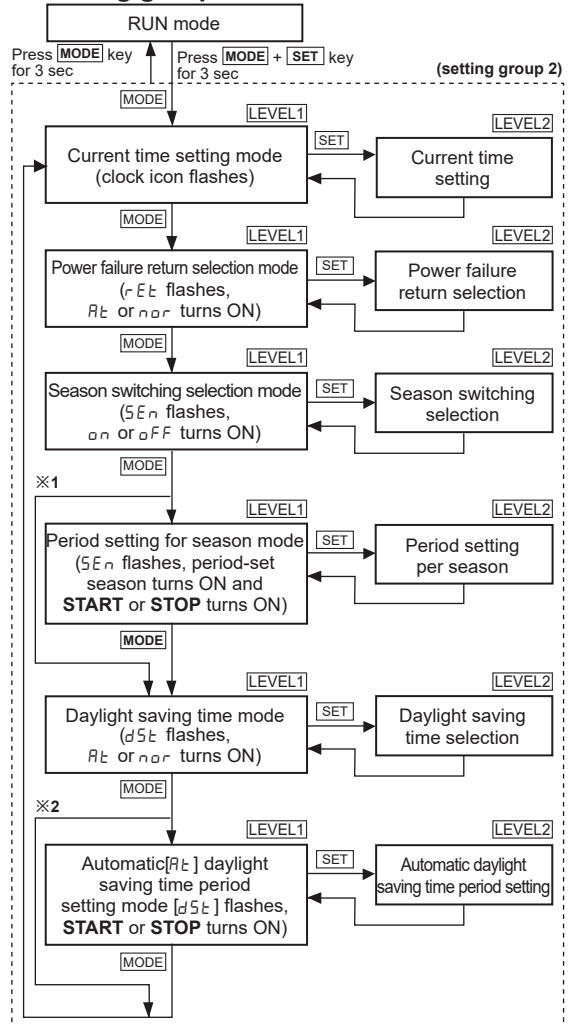 RUN mode
Press MODE key
for 3 sec
Press MODE + SET key
for 3 sec
(setting group 2)
MODE
LEVEL1
LEVEL2
Current time setting mode
(clock icon flashes)
SET
Current time
setting
MODE
LEVEL1
LEVEL2
Power failure return selection mode
(rEt flashes,
At or nor turns ON)
SET
Power failure
return selection
MODE
LEVEL1
LEVEL2
Season switching selection mode
(SEn flashes,
on or oFF turns ON)
SET
Season switching
selection
MODE
※1
LEVEL1
LEVEL2
Period setting for season mode
(SEn flashes, period-set
season turns ON and
START or STOP turns ON)
SET
Period setting
per season
MODE
LEVEL1
LEVEL2
Daylight saving time mode
(dSt flashes,
At or nor turns ON)
SET
Daylight saving
time selection
MODE
※2
LEVEL1
LEVEL2
Automatic[At] daylight
saving time period
setting mode [dSt] flashes,
START or STOP turns ON)
SET
Automatic daylight
saving time period setting
MODE